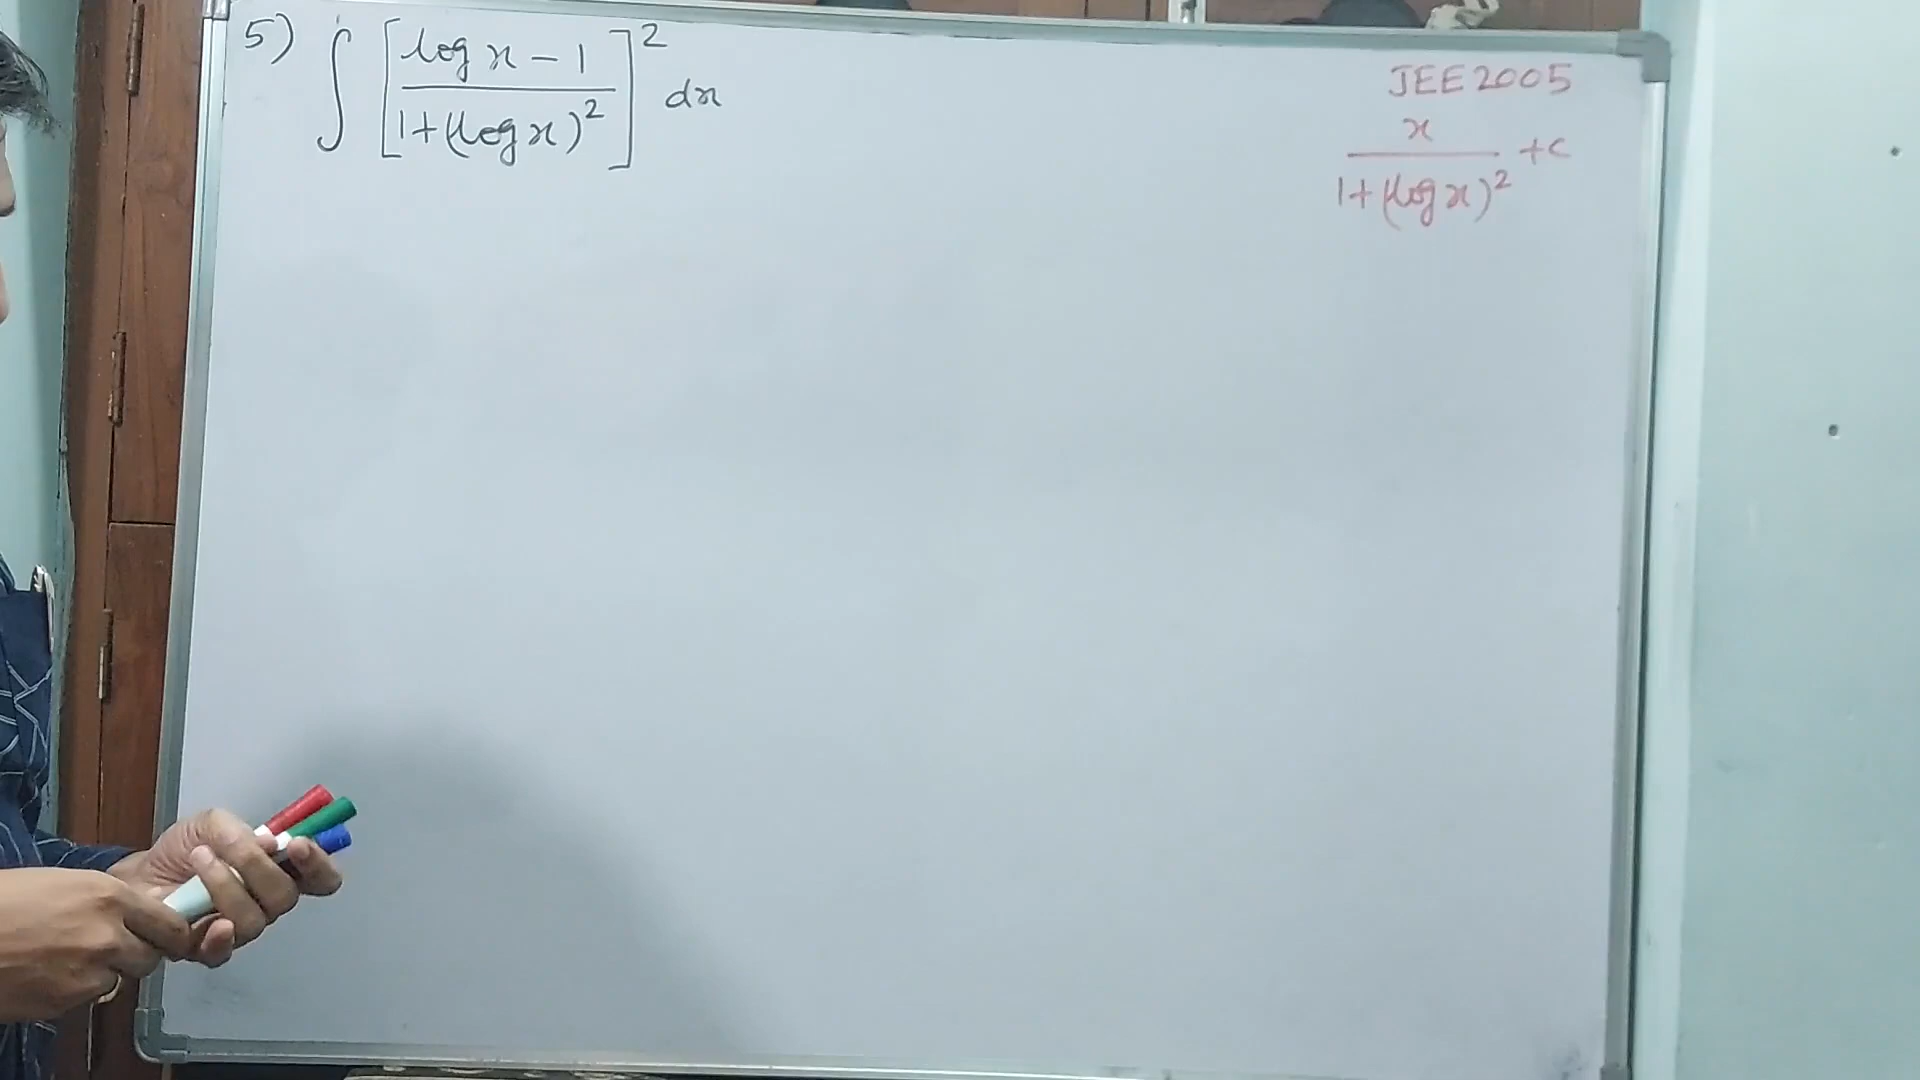 5) ∫ [ (log x - 1) / (1+(log x)²) ]² dx
JEE 2005
x / (1+(log x)²) + c